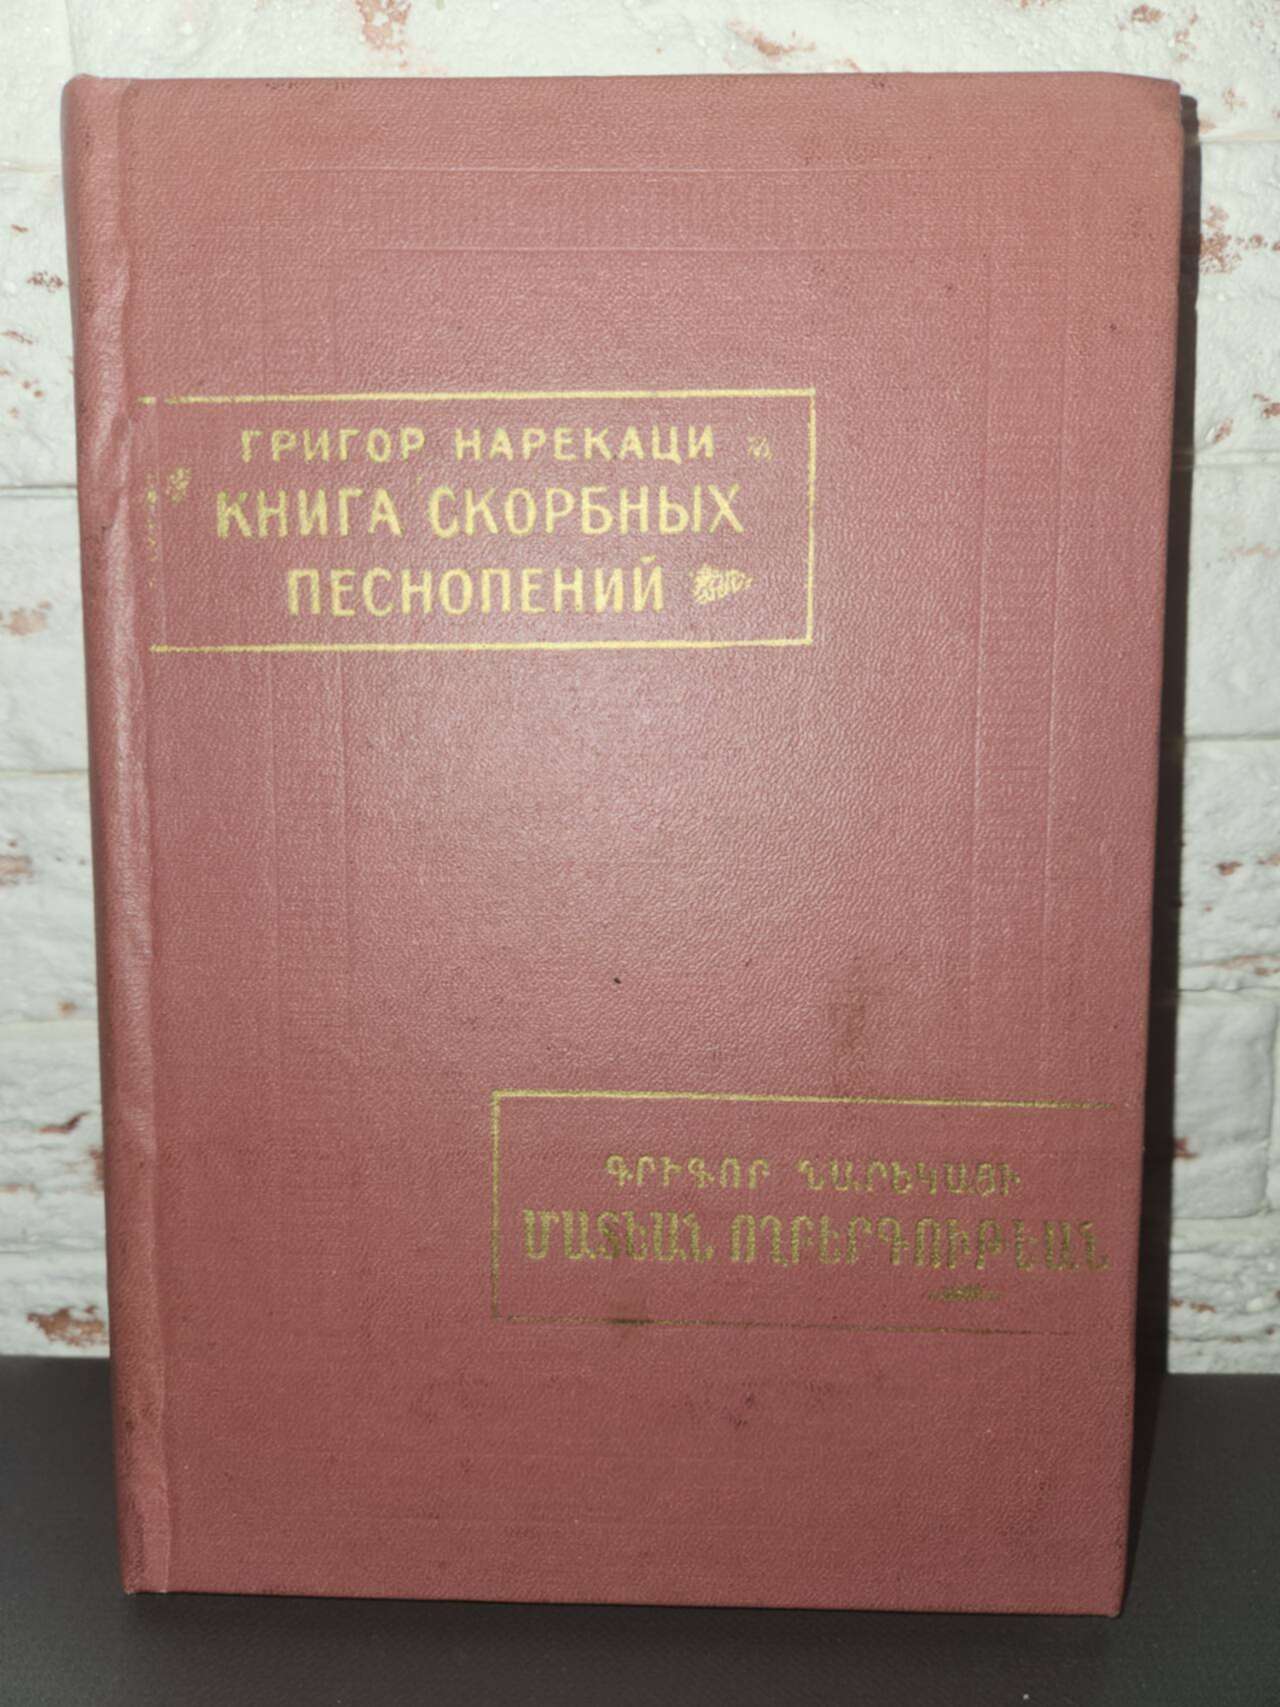 ГРИГОР НАРЕКАЦИ
КНИГА СКОРБНЫХ
ПЕСНОПЕНИЙ
ԳՐԻԳՈՐ ՆԱՐԵԿԱՑԻ
ՄԱՏԵԱՆ ՈՂԲԵՐԳՈՒԹԵԱՆ